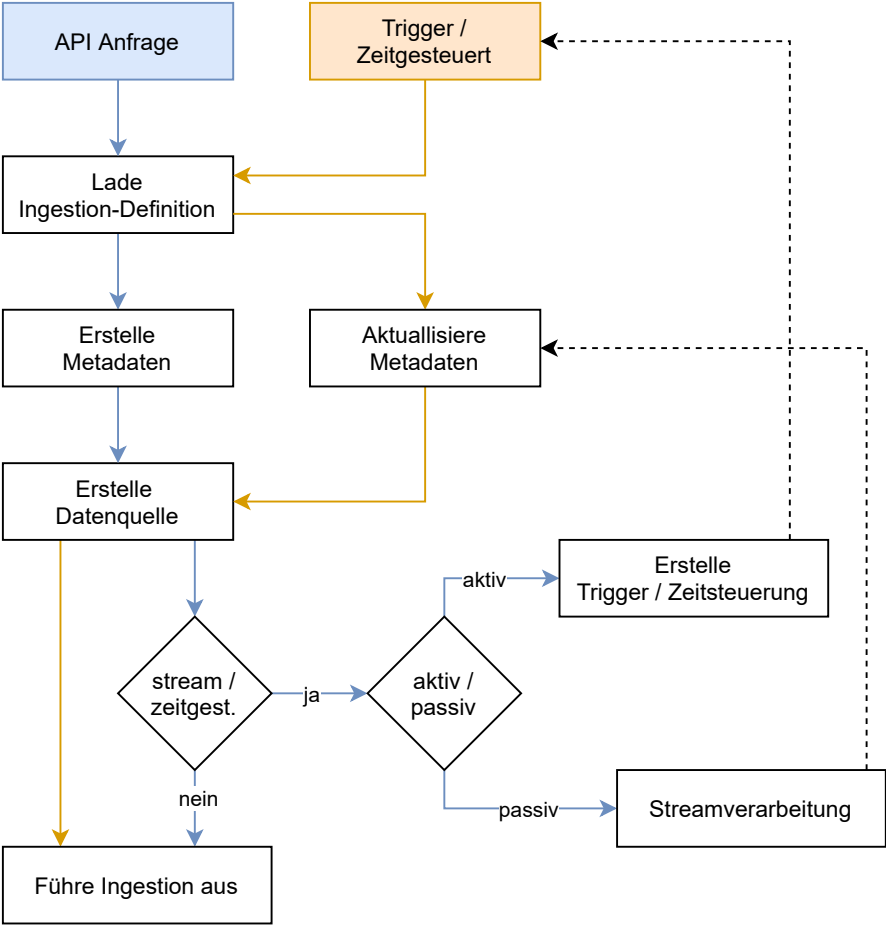 API Anfrage
Trigger /
Zeitgesteuert
Lade
Ingestion-Definition
Erstelle
Metadaten
Aktuallisiere
Metadaten
Erstelle
Datenquelle
aktiv
Erstelle
Trigger / Zeitsteuerung
stream /
zeitgest.
ja
aktiv /
passiv
nein
passiv
Streamverarbeitung
Führe Ingestion aus